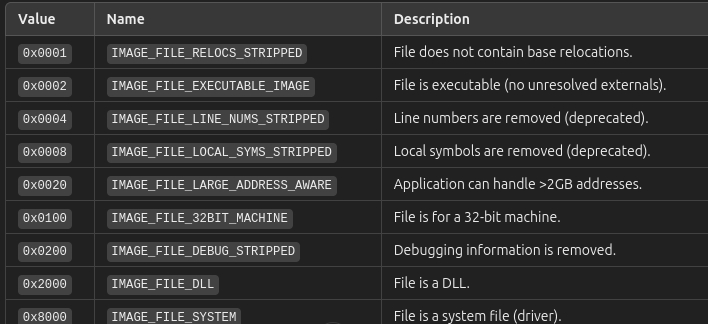 Value Name Description
0x0001 IMAGE_FILE_RELOCS_STRIPPED File does not contain base relocations.
0x0002 IMAGE_FILE_EXECUTABLE_IMAGE File is executable (no unresolved externals).
0x0004 IMAGE_FILE_LINE_NUMS_STRIPPED Line numbers are removed (deprecated).
0x0008 IMAGE_FILE_LOCAL_SYMS_STRIPPED Local symbols are removed (deprecated).
0x0020 IMAGE_FILE_LARGE_ADDRESS_AWARE Application can handle >2GB addresses.
0x0100 IMAGE_FILE_32BIT_MACHINE File is for a 32-bit machine.
0x0200 IMAGE_FILE_DEBUG_STRIPPED Debugging information is removed.
0x2000 IMAGE_FILE_DLL File is a DLL.
0x8000 IMAGE_FILE_SYSTEM File is a system file (driver).